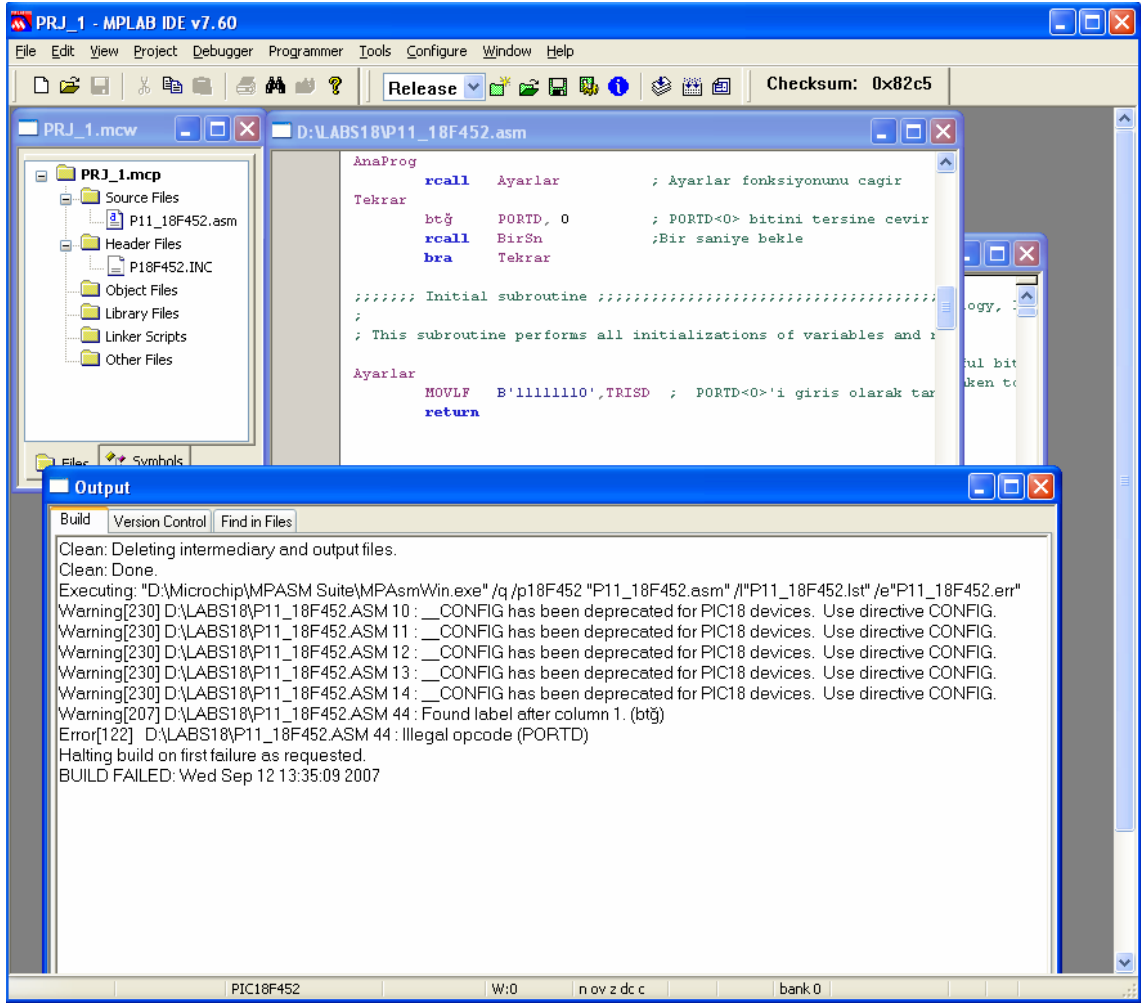 PRJ_1 - MPLAB IDE v7.60
File Edit View Project Debugger Programmer Tools Configure Window Help
Release Checksum: 0x82c5
PRJ_1.mcw
PRJ_1.mcp
Source Files
P11_18F452.asm
Header Files
P18F452.INC
Object Files
Library Files
Linker Scripts
Other Files
Files Symbols
D:\LABS18\P11_18F452.asm
AnaProg
rcall Ayarlar ; Ayarlar fonksiyonunu cagir
Tekrar
btğ PORTD, 0 ; PORTD<0> bitini tersine cevir
rcall BirSn ;Bir saniye bekle
bra Tekrar
;;;;;;; Initial subroutine ;;;;;;;;;;;;;;;;;;;;;;;;;;;;;;;;;;;;;;
;
; This subroutine performs all initializations of variables and r
Ayarlar
MOVLF B'11111110',TRISD ; PORTD<0>'i giris olarak tar
return
ogy,
ful bit
ken to
Output
Build Version Control Find in Files
Clean: Deleting intermediary and output files.
Clean: Done.
Executing: "D:\Microchip\MPASM Suite\MPAsmWin.exe" /q /p18F452 "P11_18F452.asm" /l"P11_18F452.lst" /e"P11_18F452.err"
Warning[230] D:\LABS18\P11_18F452.ASM 10 : __CONFIG has been deprecated for PIC18 devices. Use directive CONFIG.
Warning[230] D:\LABS18\P11_18F452.ASM 11 : __CONFIG has been deprecated for PIC18 devices. Use directive CONFIG.
Warning[230] D:\LABS18\P11_18F452.ASM 12 : __CONFIG has been deprecated for PIC18 devices. Use directive CONFIG.
Warning[230] D:\LABS18\P11_18F452.ASM 13 : __CONFIG has been deprecated for PIC18 devices. Use directive CONFIG.
Warning[230] D:\LABS18\P11_18F452.ASM 14 : __CONFIG has been deprecated for PIC18 devices. Use directive CONFIG.
Warning[207] D:\LABS18\P11_18F452.ASM 44 : Found label after column 1. (btğ)
Error[122] D:\LABS18\P11_18F452.ASM 44 : Illegal opcode (PORTD)
Halting build on first failure as requested.
BUILD FAILED: Wed Sep 12 13:35:09 2007
PIC18F452 W:0 n ov z dc c bank 0